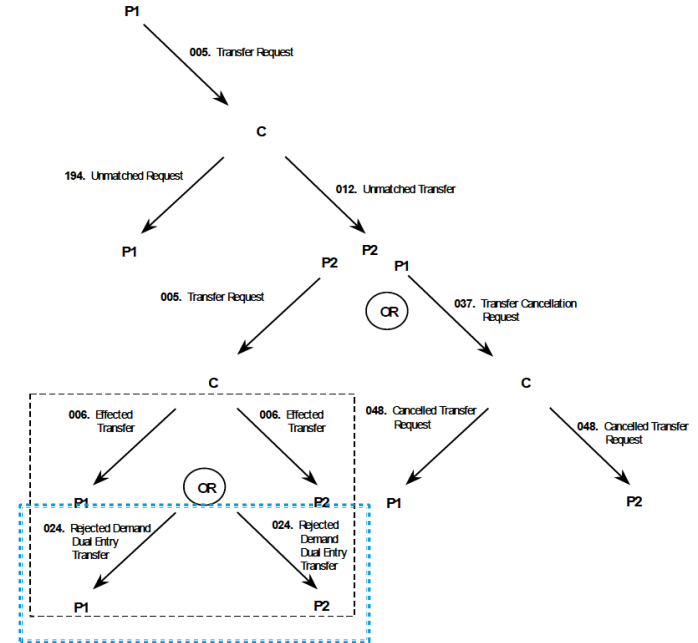 P1
005. Transfer Request
C
194. Unmatched Request
012. Unmatched Transfer
P1
P2
P2
P1
005. Transfer Request
OR
037. Transfer Cancellation
Request
C
C
006. Effected
Transfer
006. Effected
Transfer
048. Cancelled Transfer
Request
048. Cancelled Transfer
Request
OR
P1
P2
P1
P2
024. Rejected Demand
Dual Entry
Transfer
024. Rejected
Demand
Dual Entry
Transfer
P1
P2